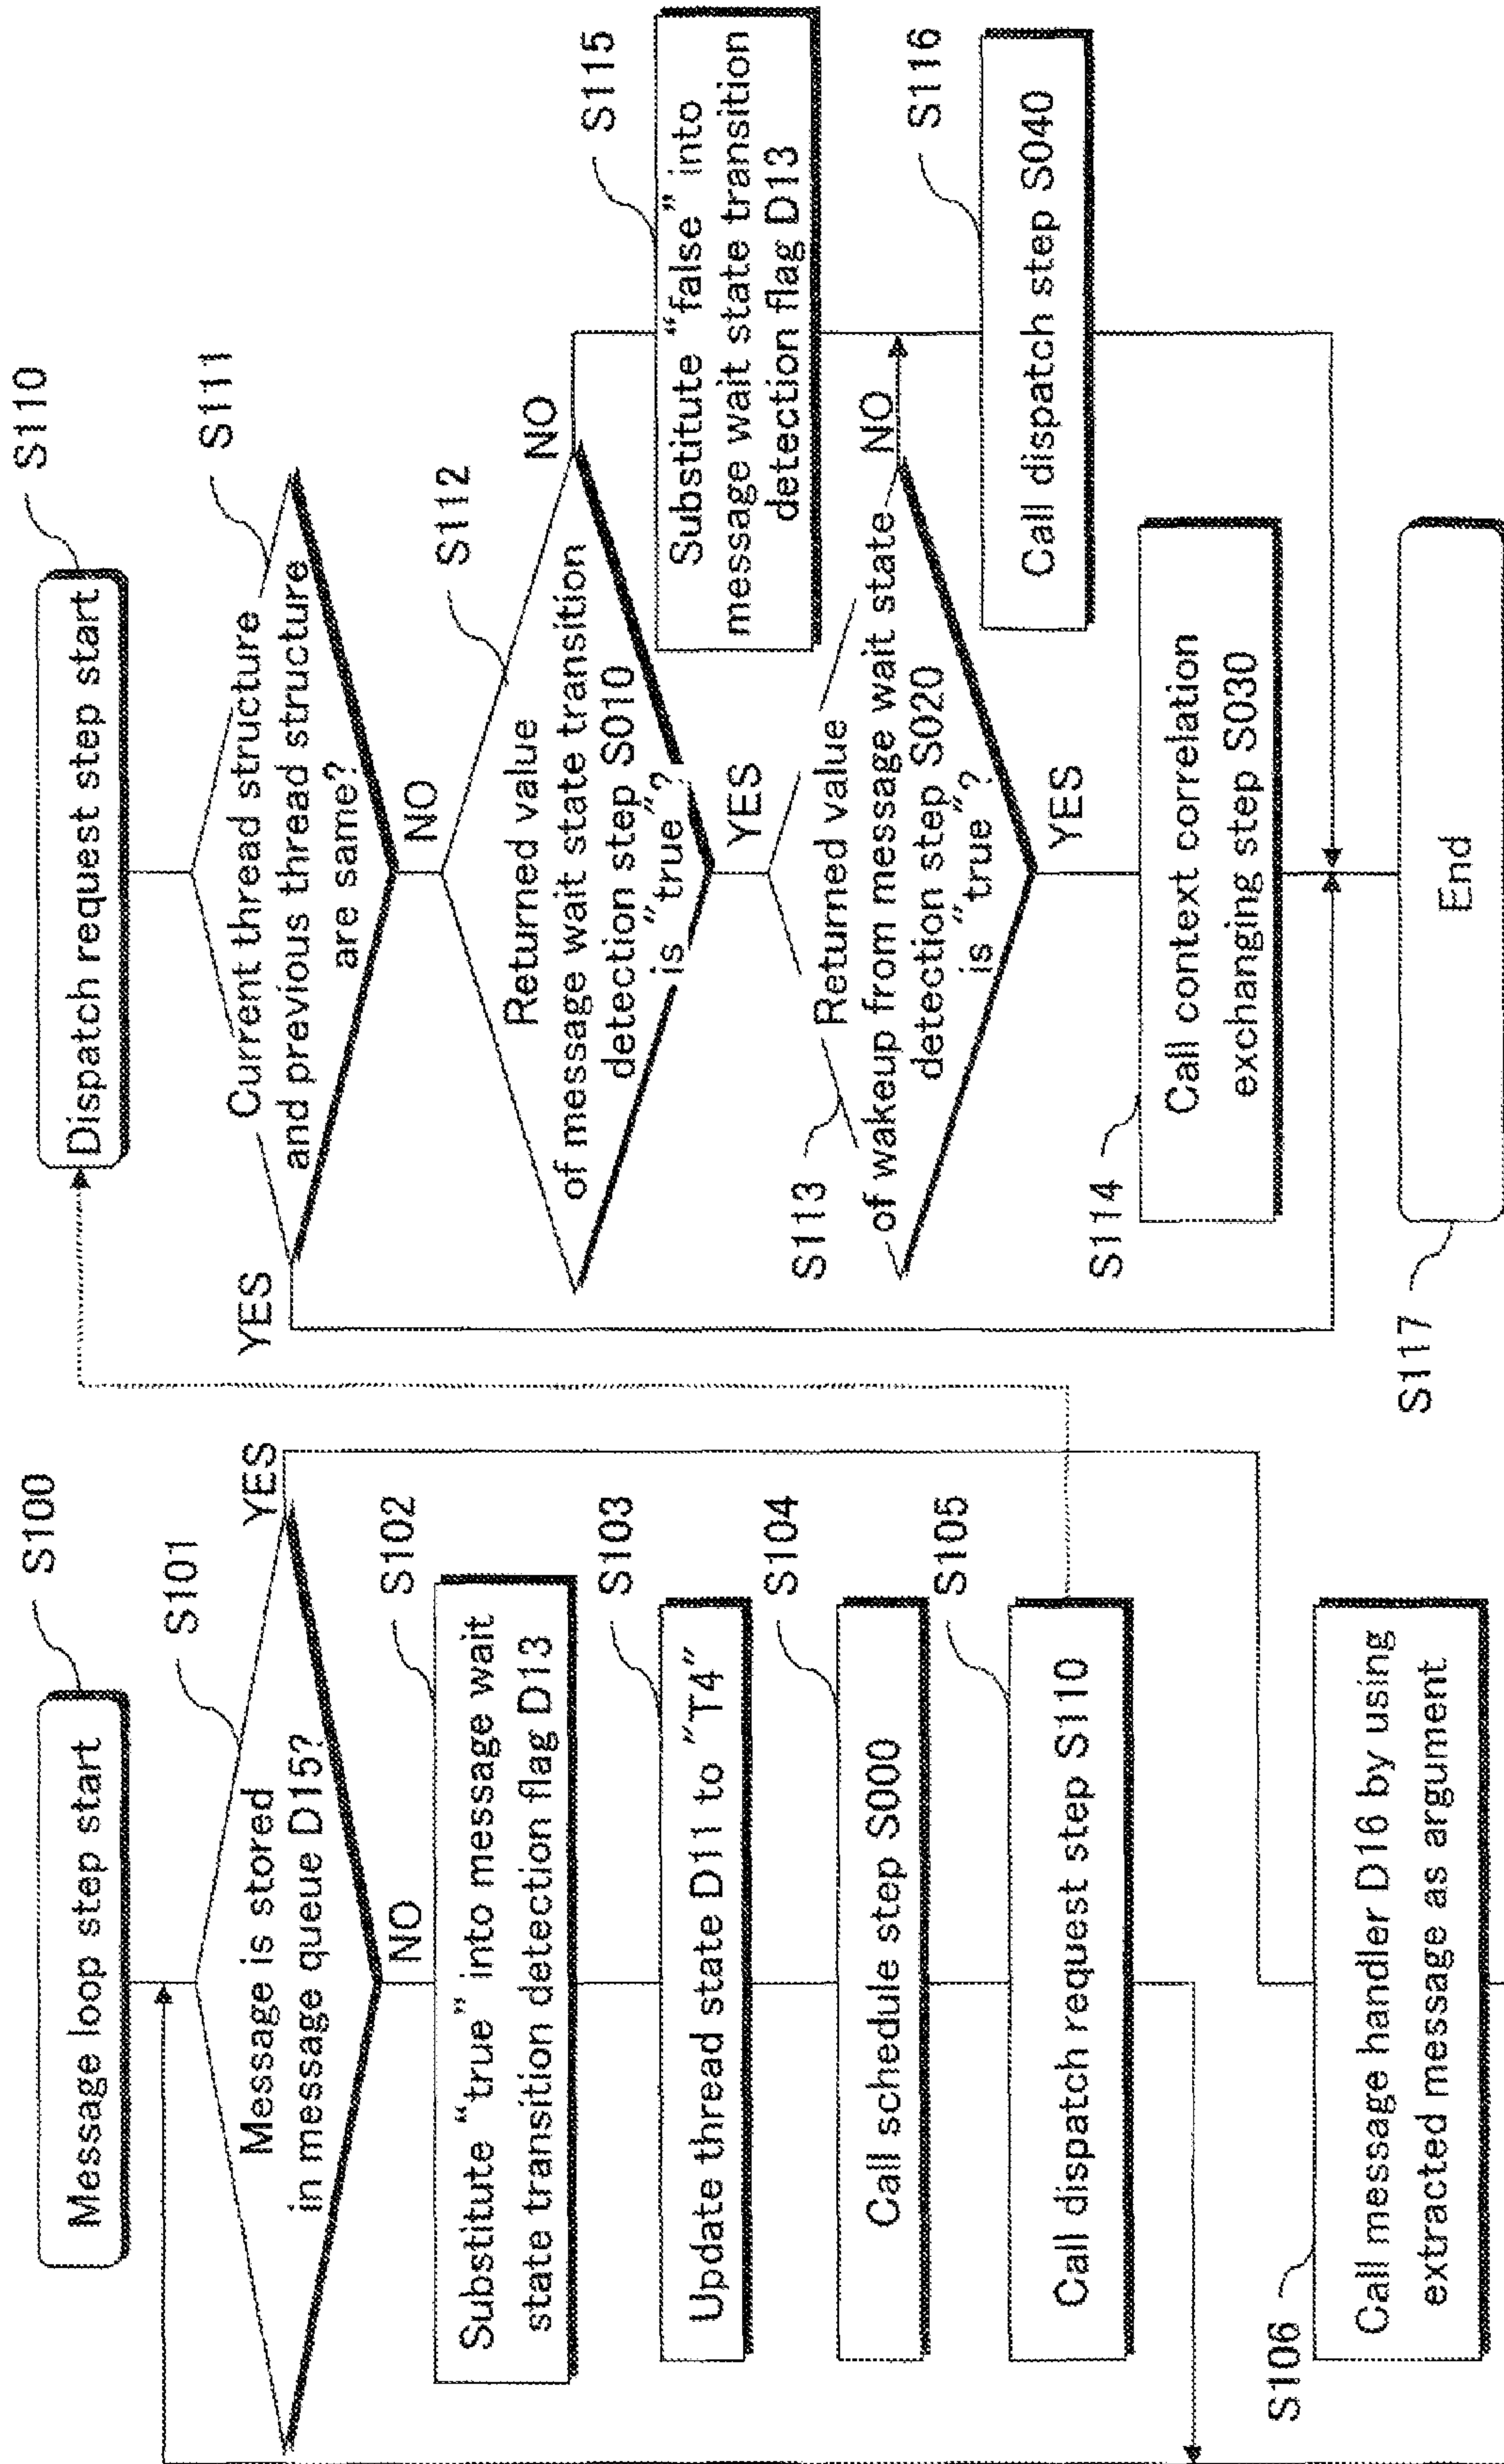 S100
Message loop step start
S101
Message is stored
in message queue D15?
YES
NO
S102
Substitute “true” into message wait
state transition detection flag D13
S103
Update thread state D11 to “T4”
S104
Call schedule step S000
S105
Call dispatch request step S110
S106
Call message handler D16 by using
extracted message as argument
S110
Dispatch request step start
S111
Current thread structure
and previous thread structure
are same?
YES
NO
S112
Returned value
of message wait state transition
detection step S010
is “true”?
NO
YES
S115
Substitute “false” into
message wait state transition
detection flag D13
S113
Returned value
of wakeup from message wait state
detection step S020
is “true”?
NO
YES
S116
Call dispatch step S040
S114
Call context correlation
exchanging step S030
S117
End